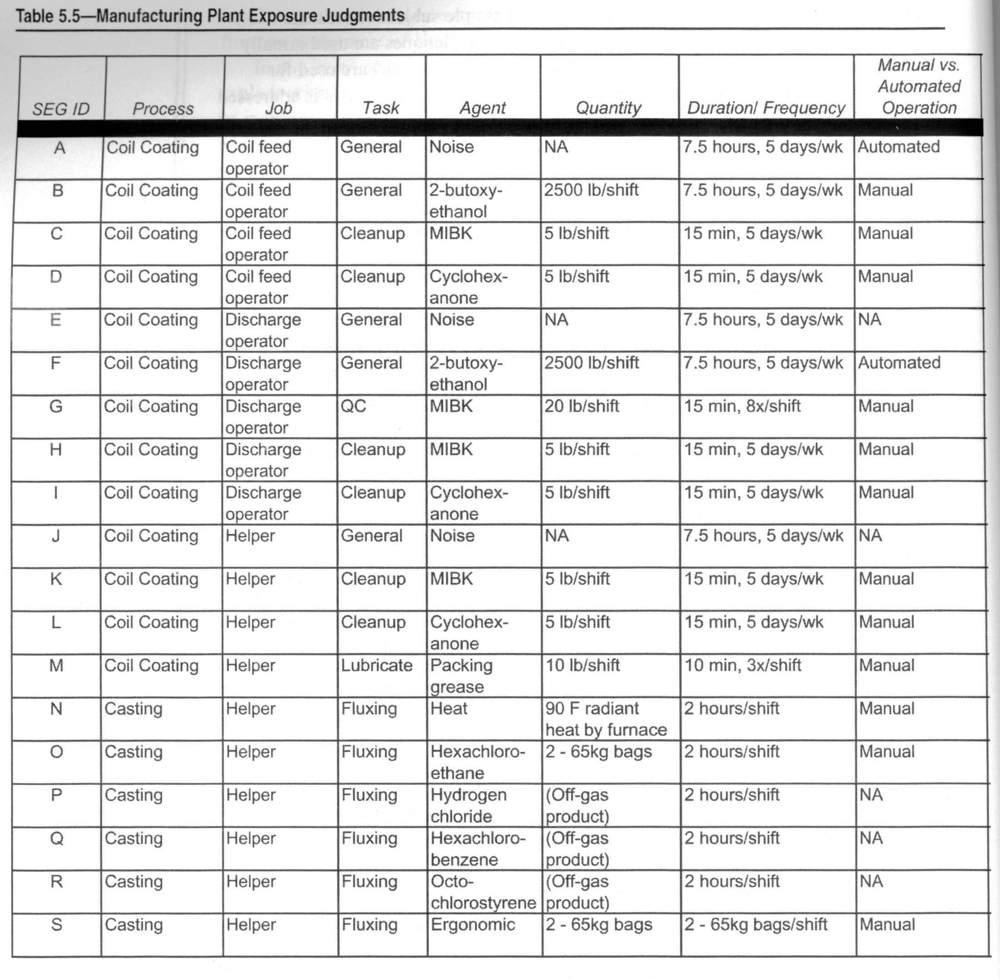 Table 5.5—Manufacturing Plant Exposure Judgments
SEG ID Process Job Task Agent Quantity Duration/ Frequency Manual vs. Automated Operation
A Coil Coating Coil feed operator General Noise NA 7.5 hours, 5 days/wk Automated
B Coil Coating Coil feed operator General 2-butoxy-ethanol 2500 lb/shift 7.5 hours, 5 days/wk Manual
C Coil Coating Coil feed operator Cleanup MIBK 5 lb/shift 15 min, 5 days/wk Manual
D Coil Coating Coil feed operator Cleanup Cyclohex-anone 5 lb/shift 15 min, 5 days/wk Manual
E Coil Coating Discharge operator General Noise NA 7.5 hours, 5 days/wk NA
F Coil Coating Discharge operator General 2-butoxy-ethanol 2500 lb/shift 7.5 hours, 5 days/wk Automated
G Coil Coating Discharge operator QC MIBK 20 lb/shift 15 min, 8x/shift Manual
H Coil Coating Discharge operator Cleanup MIBK 5 lb/shift 15 min, 5 days/wk Manual
I Coil Coating Discharge operator Cleanup Cyclohex-anone 5 lb/shift 15 min, 5 days/wk Manual
J Coil Coating Helper General Noise NA 7.5 hours, 5 days/wk NA
K Coil Coating Helper Cleanup MIBK 5 lb/shift 15 min, 5 days/wk Manual
L Coil Coating Helper Cleanup Cyclohex-anone 5 lb/shift 15 min, 5 days/wk Manual
M Coil Coating Helper Lubricate Packing grease 10 lb/shift 10 min, 3x/shift Manual
N Casting Helper Fluxing Heat 90 F radiant heat by furnace 2 hours/shift Manual
O Casting Helper Fluxing Hexachloro-ethane 2 - 65kg bags 2 hours/shift Manual
P Casting Helper Fluxing Hydrogen chloride (Off-gas product) 2 hours/shift NA
Q Casting Helper Fluxing Hexachloro-benzene (Off-gas product) 2 hours/shift NA
R Casting Helper Fluxing Octo-chlorostyrene (Off-gas product) 2 hours/shift NA
S Casting Helper Fluxing Ergonomic 2 - 65kg bags 2 - 65kg bags/shift Manual